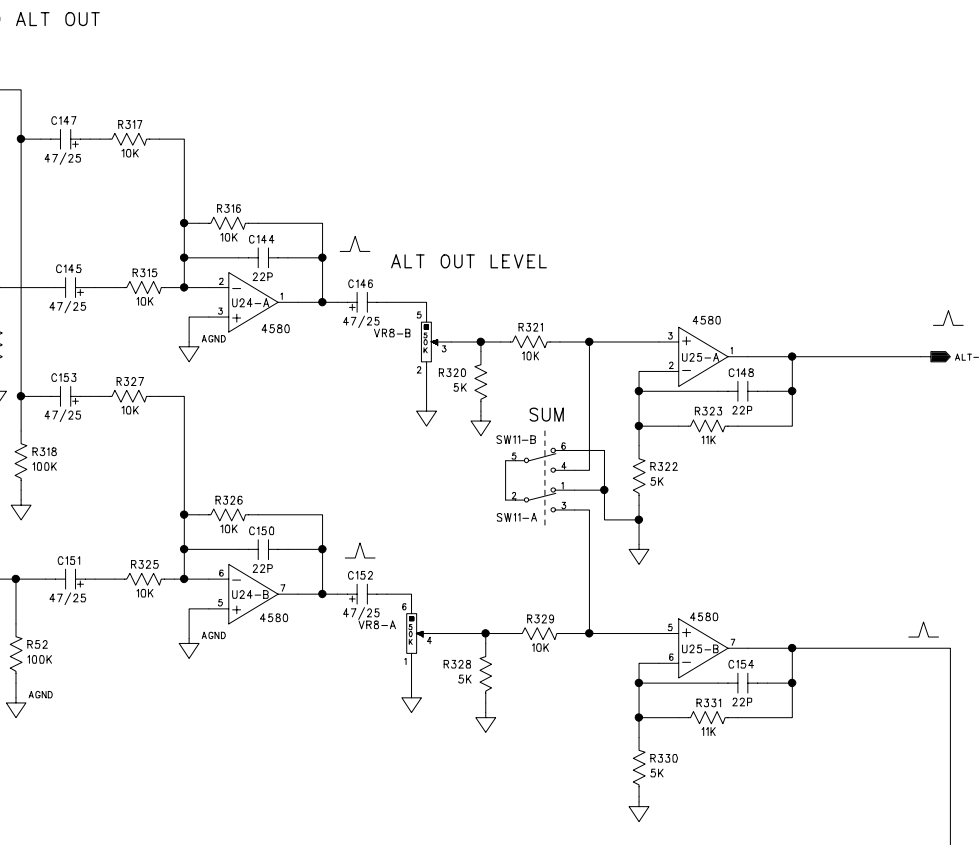 ALT OUT
C147
47/25
R317
10K
R316
10K
C144
22P
C145
47/25
R315
10K
2
3
1
U24-A
4580
AGND
C146
47/25
ALT OUT LEVEL
5
VR8-B
50K
3
2
R320
5K
R321
10K
4580
3
2
1
U25-A
C148
22P
R323
11K
R322
5K
ALT-
SUM
SW11-B
5
6
4
2
1
3
SW11-A
C153
47/25
R327
10K
R318
100K
R326
10K
C150
22P
C151
47/25
R325
10K
6
5
7
U24-B
4580
AGND
R52
100K
AGND
C152
47/25
VR8-A
6
50K
4
1
R328
5K
R329
10K
4580
5
6
7
U25-B
C154
22P
R331
11K
R330
5K